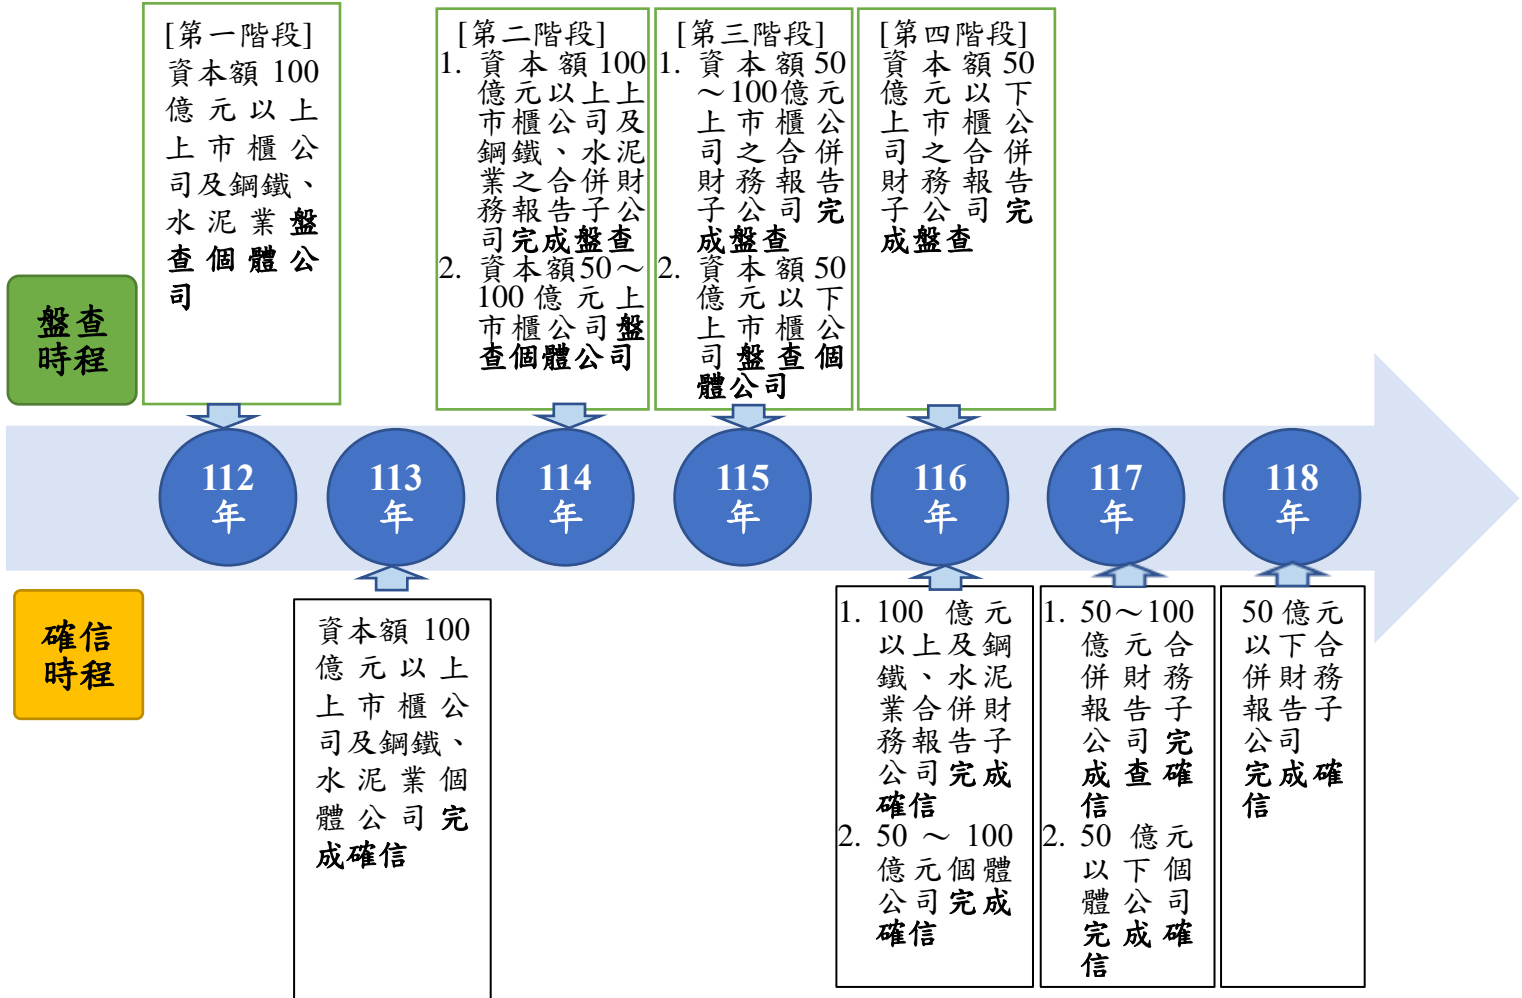 [第一階段]
資本額 100
億元以上
上市櫃公
司及鋼鐵、
水泥業盤
查個體公
司
[第二階段]
1. 資本額 100
億元以上上
市櫃公司及
鋼鐵、水泥
業之合併財
務報告子公
司完成盤查
2. 資本額50～
100 億元上
市櫃公司盤
查個體公司
[第三階段]
1. 資本額 50
～100億元
上市櫃公
司之合併
財務報告
子公司完
成盤查
2. 資本額 50
億元以下
上市櫃公
司盤查個
體公司
[第四階段]
資本額 50
億元以下
上市櫃公
司之合併
財務報告
子公司完
成盤查
盤查
時程
112
年
113
年
114
年
115
年
116
年
117
年
118
年
確信
時程
資本額 100
億元以上
上市櫃公
司及鋼鐵、
水泥業個
體公司完
成確信
1. 100 億元
以上及鋼
鐵、水泥
業合併財
務報告子
公司完成
確信
2. 50 ～ 100
億元個體
公司完成
確信
1. 50～100
億元合
併財務
報告子
公司完
成查確
信
2. 50 億元
以下個
體公司
完成確
信
50 億元
以下合
併財務
報告子
公司
完成確
信